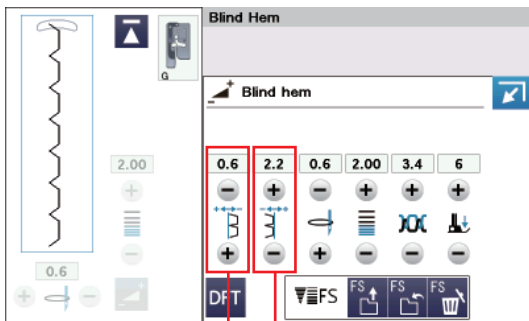 Blind Hem
G
Blind hem
2.00
0.6 2.2 0.6 2.00 3.4 6
0.6
DFT FS FS FS FS